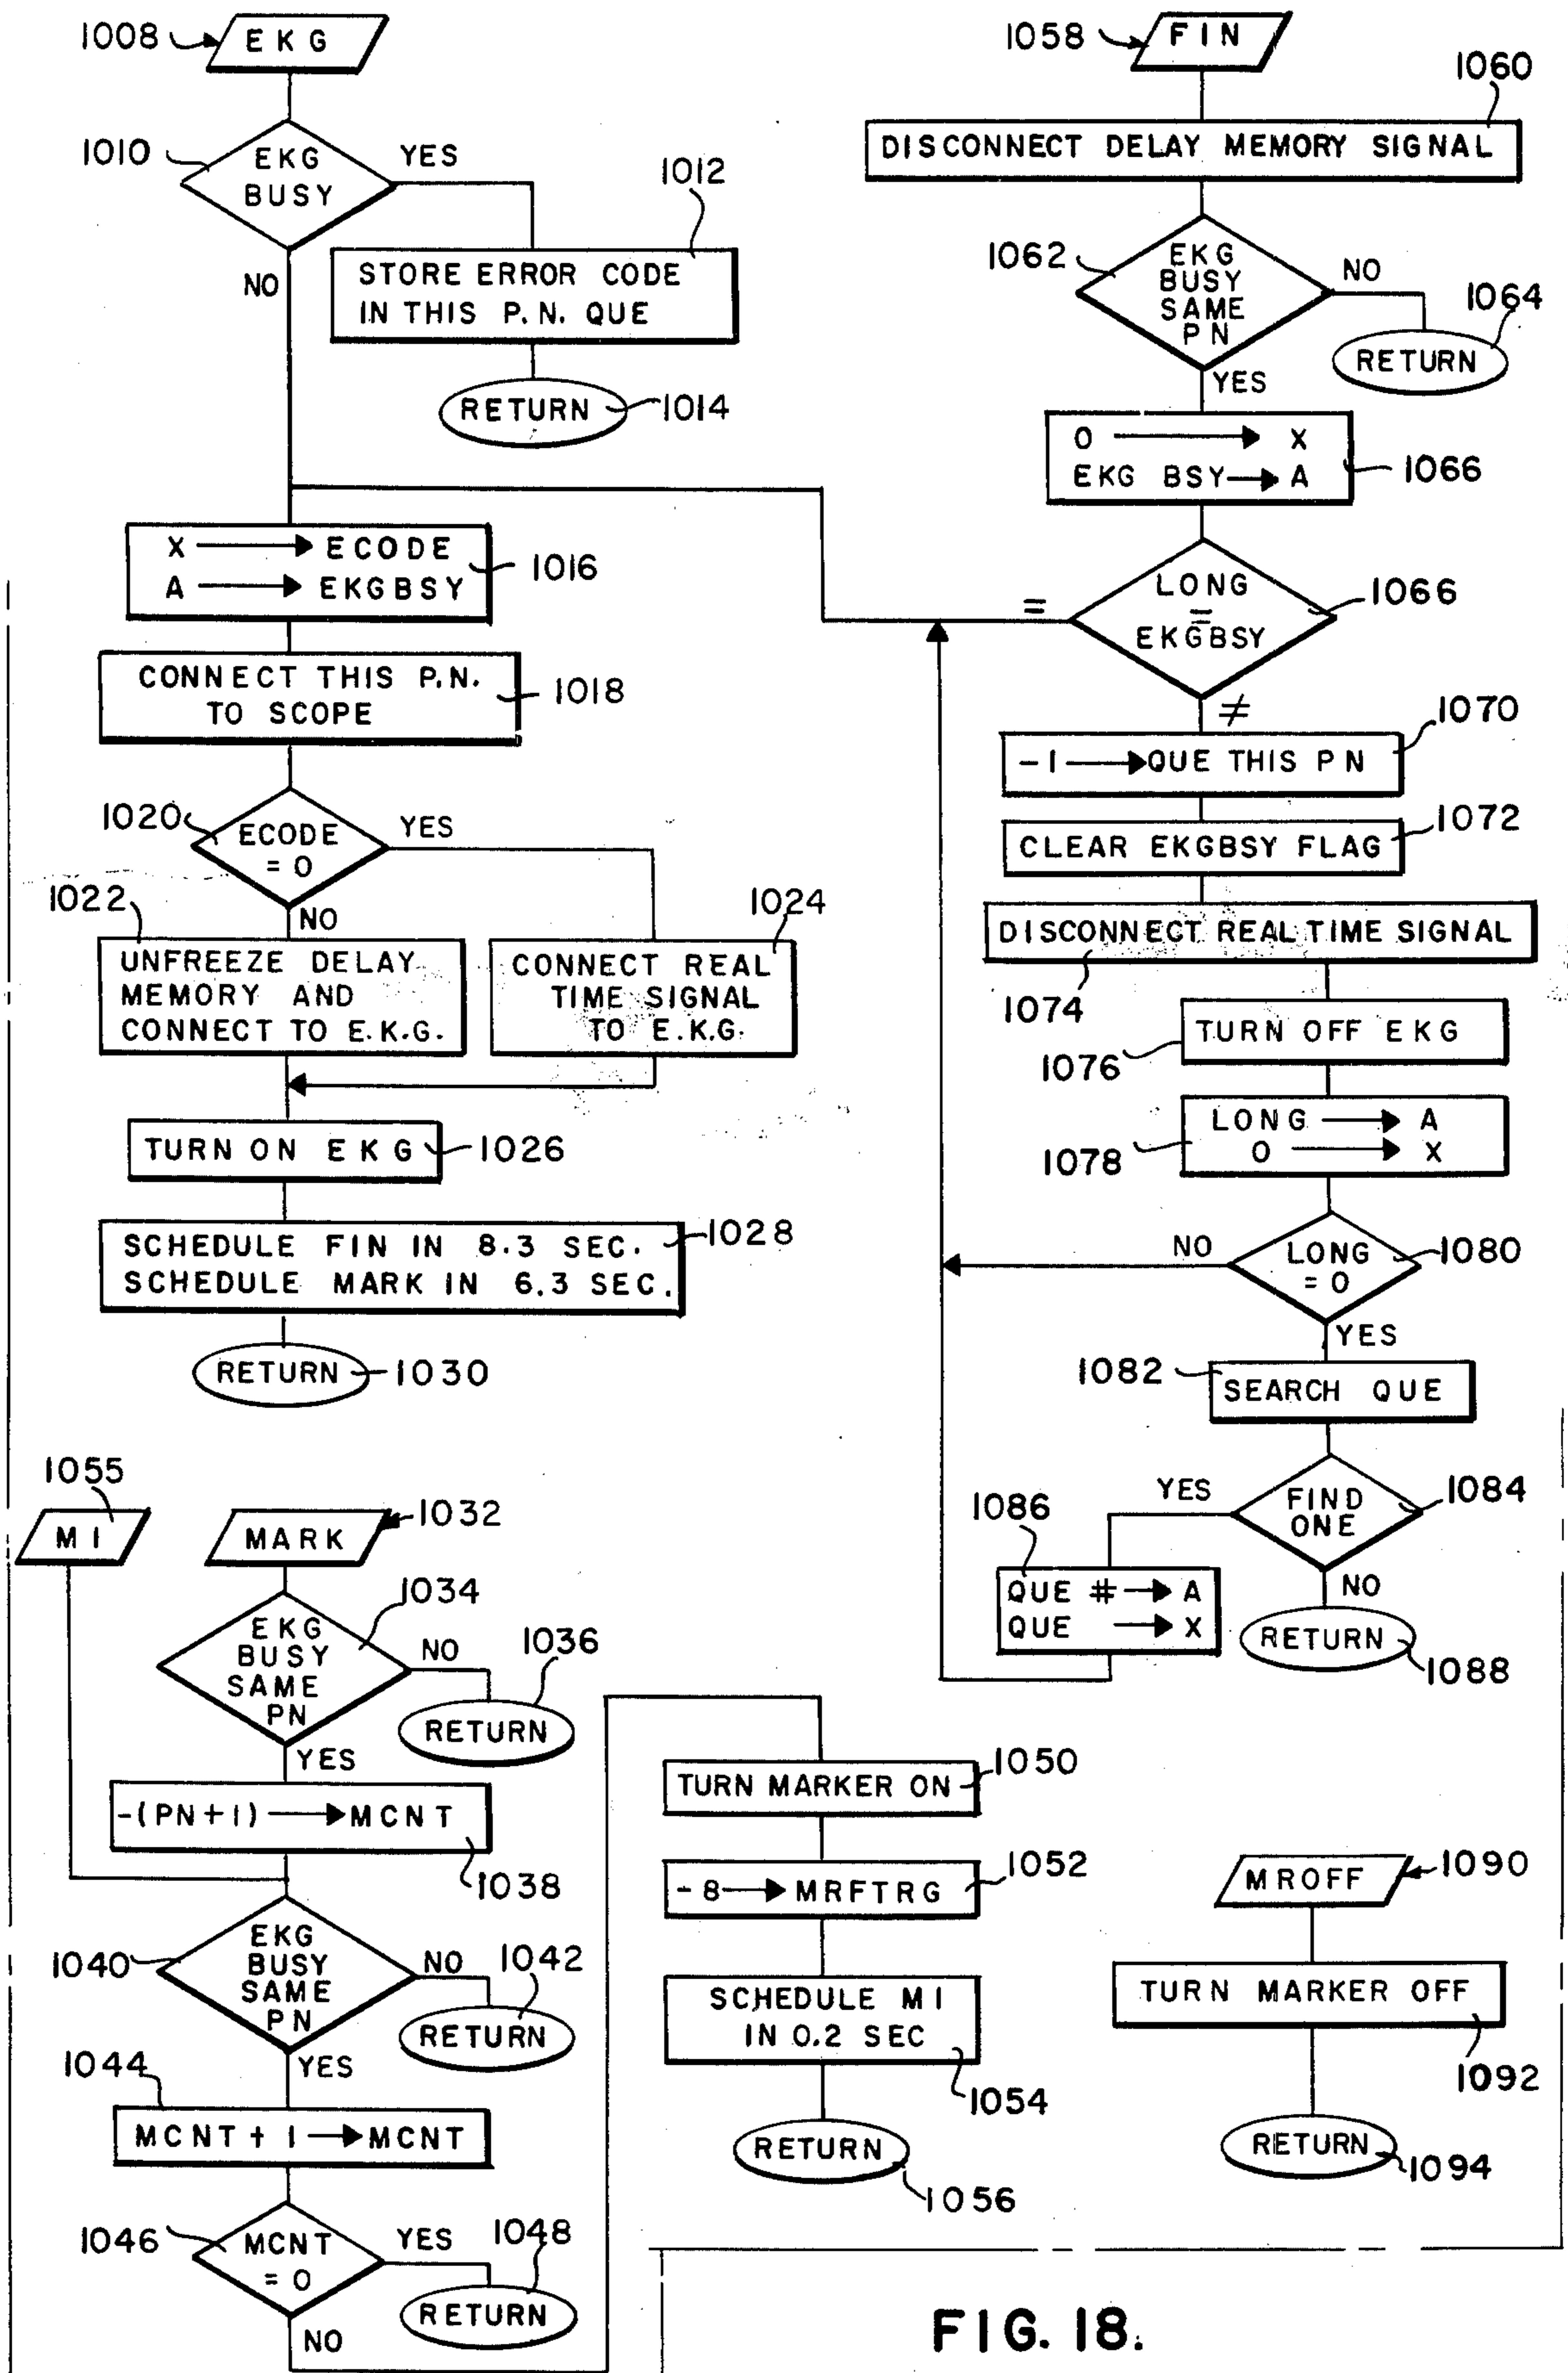 1008
EKG
1010
EKG
BUSY
YES
NO
1012
STORE ERROR CODE
IN THIS P.N. QUE
RETURN
1014
X → ECODE
A → EKGBSY
1016
CONNECT THIS P.N.
TO SCOPE
1018
1020
ECODE
= 0
YES
NO
1022
UNFREEZE DELAY
MEMORY AND
CONNECT TO E.K.G.
1024
CONNECT REAL
TIME SIGNAL
TO E.K.G.
TURN ON EKG
1026
SCHEDULE FIN IN 8.3 SEC.
SCHEDULE MARK IN 6.3 SEC.
1028
RETURN
1030
1055
MI
MARK
1032
1034
EKG
BUSY
SAME
PN
NO
1036
RETURN
YES
-(PN+1) → MCNT
1038
1040
EKG
BUSY
SAME
PN
NO
1042
RETURN
YES
1044
MCNT + 1 → MCNT
1046
MCNT
= 0
YES
1048
RETURN
NO
TURN MARKER ON
1050
-8 → MRFTRG
1052
SCHEDULE MI
IN 0.2 SEC
1054
RETURN
1056
1058
FIN
1060
DISCONNECT DELAY MEMORY SIGNAL
1062
EKG
BUSY
SAME
PN
NO
1064
RETURN
YES
0 → X
EKG BSY → A
1066
LONG
=
EKGBSY
1066
=
≠
-1 → QUE THIS PN
1070
CLEAR EKGBSY FLAG
1072
DISCONNECT REAL TIME SIGNAL
1074
TURN OFF EKG
1076
LONG → A
0 → X
1078
NO
LONG
= 0
1080
YES
1082
SEARCH QUE
YES
FIND
ONE
1084
1086
QUE # → A
QUE → X
NO
RETURN
1088
MROFF
1090
TURN MARKER OFF
1092
RETURN
1094
FIG. 18.